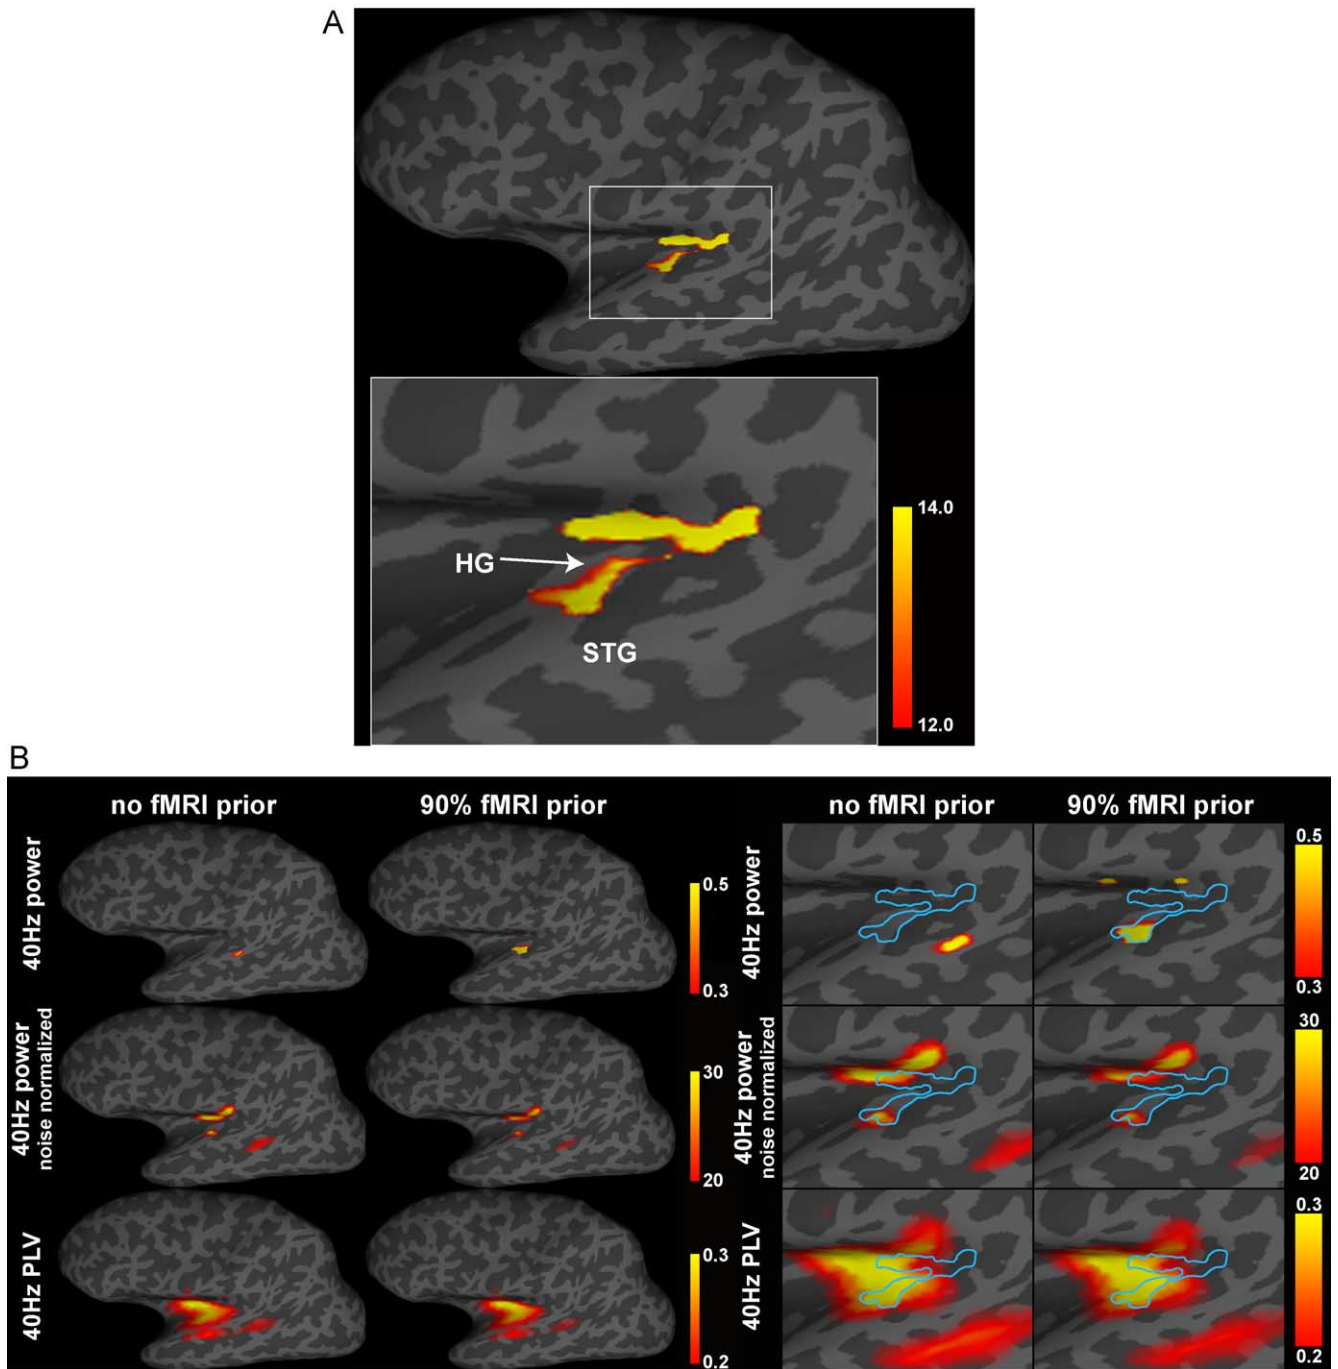 A
HG
STG
14.0
12.0
B
no fMRI prior
90% fMRI prior
no fMRI prior
90% fMRI prior
40Hz power
0.5
0.3
40Hz power
0.5
0.3
40Hz power
noise normalized
30
20
40Hz power
noise normalized
30
20
40Hz PLV
0.3
0.2
40Hz PLV
0.3
0.2